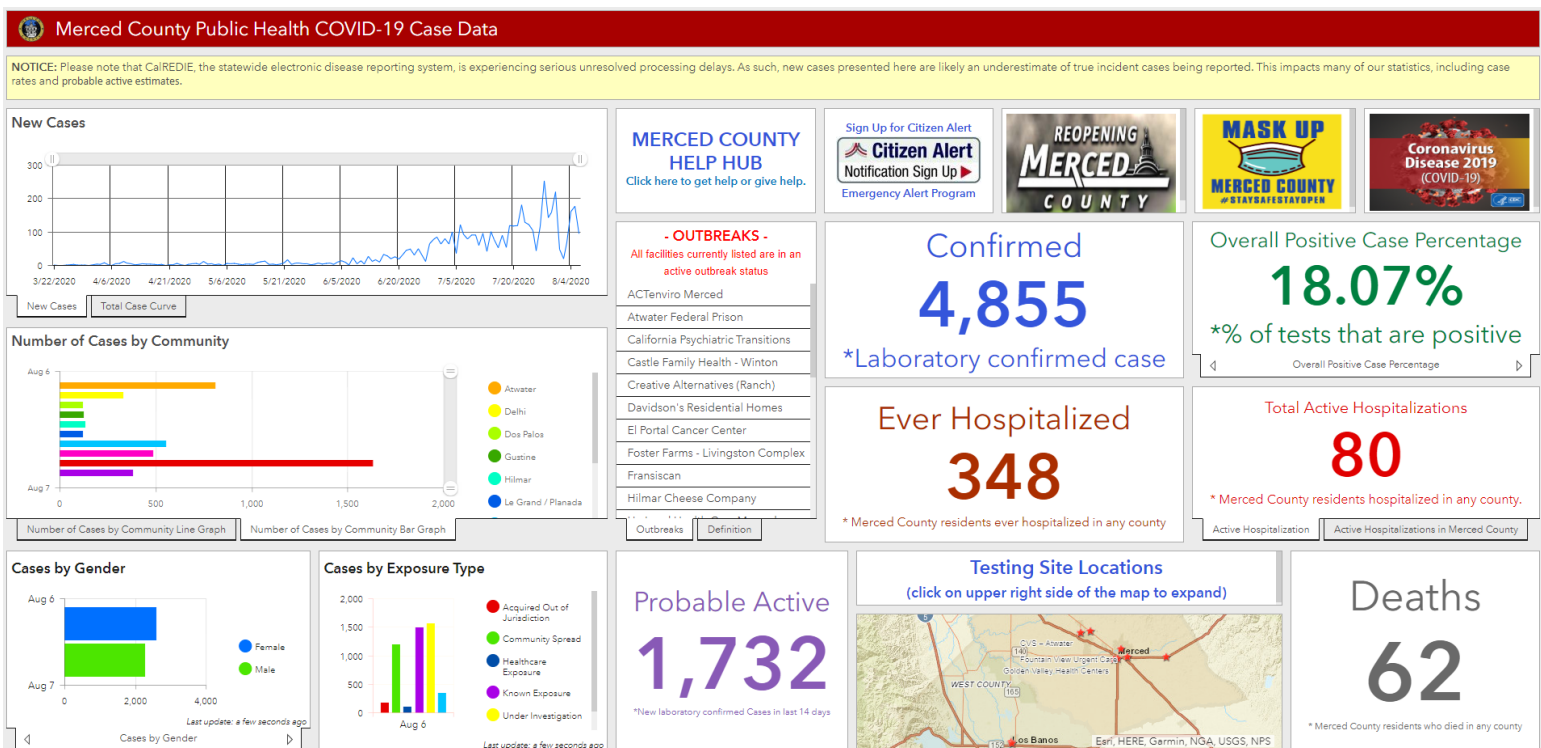 Merced County Public Health COVID-19 Case Data
NOTICE: Please note that CalREDIE, the statewide electronic disease reporting system, is experiencing serious unresolved processing delays. As such, new cases presented here are likely an underestimate of true incident cases being reported. This impacts many of our statistics, including case
rates and probable active estimates.
New Cases
300
200
100
0
3/22/2020 4/6/2020 4/21/2020 5/6/2020 5/21/2020 6/5/2020 6/20/2020 7/5/2020 7/20/2020 8/4/2020
New Cases
Total Case Curve
Number of Cases by Community
Aug 6
Aug 7
0 500 1,000 1,500 2,000
Atwater
Delhi
Dos Palos
Gustine
Hilmar
Le Grand / Planada
Number of Cases by Community Line Graph
Number of Cases by Community Bar Graph
MERCED COUNTY
HELP HUB
Click here to get help or give help.
Sign Up for Citizen Alert
Citizen Alert
Notification Sign Up
Emergency Alert Program
REOPENING
MERCED
COUNTY
MASK UP
MERCED COUNTY
#STAYSAFESTAYOPEN
Coronavirus
Disease 2019
(COVID-19)
CDC
- OUTBREAKS -
All facilities currently listed are in an
active outbreak status
ACTenviro Merced
Atwater Federal Prison
California Psychiatric Transitions
Castle Family Health - Winton
Creative Alternatives (Ranch)
Davidson's Residential Homes
El Portal Cancer Center
Foster Farms - Livingston Complex
Fransiscan
Hilmar Cheese Company
Outbreaks
Definition
Confirmed
4,855
*Laboratory confirmed case
Overall Positive Case Percentage
18.07%
*% of tests that are positive
Overall Positive Case Percentage
Ever Hospitalized
348
* Merced County residents ever hospitalized in any county
Total Active Hospitalizations
80
* Merced County residents hospitalized in any county.
Active Hospitalization
Active Hospitalizations in Merced County
Cases by Gender
Aug 6
Aug 7
0 2,000 4,000
Female
Male
Last update: a few seconds ago
Cases by Gender
Cases by Exposure Type
2,000
1,500
1,000
500
0
Aug 6
Acquired Out of
Jurisdiction
Community Spread
Healthcare
Exposure
Known Exposure
Under Investigation
Last update: a few seconds ago
Probable Active
1,732
*New laboratory confirmed Cases in last 14 days
Testing Site Locations
(click on upper right side of the map to expand)
5
CVS – Atwater
140
Merced
Fountain View Urgent Care
Golden Valley Health Centers
WEST COUNTY
165
152
Los Banos
Esri, HERE, Garmin, NGA, USGS, NPS
Deaths
62
* Merced County residents who died in any county